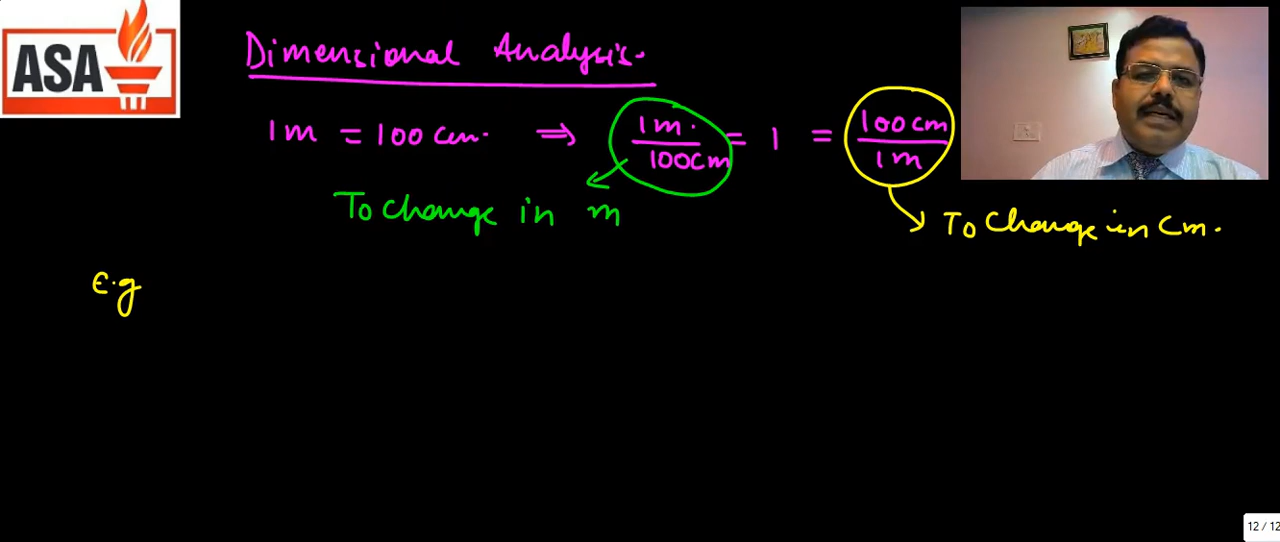 ASA
Dimensional Analysis.
1m = 100 cm. ⇒ 1m. / 100cm = 1 = 100cm / 1m
To Change in m
To Change in Cm.
E.g
12 / 12